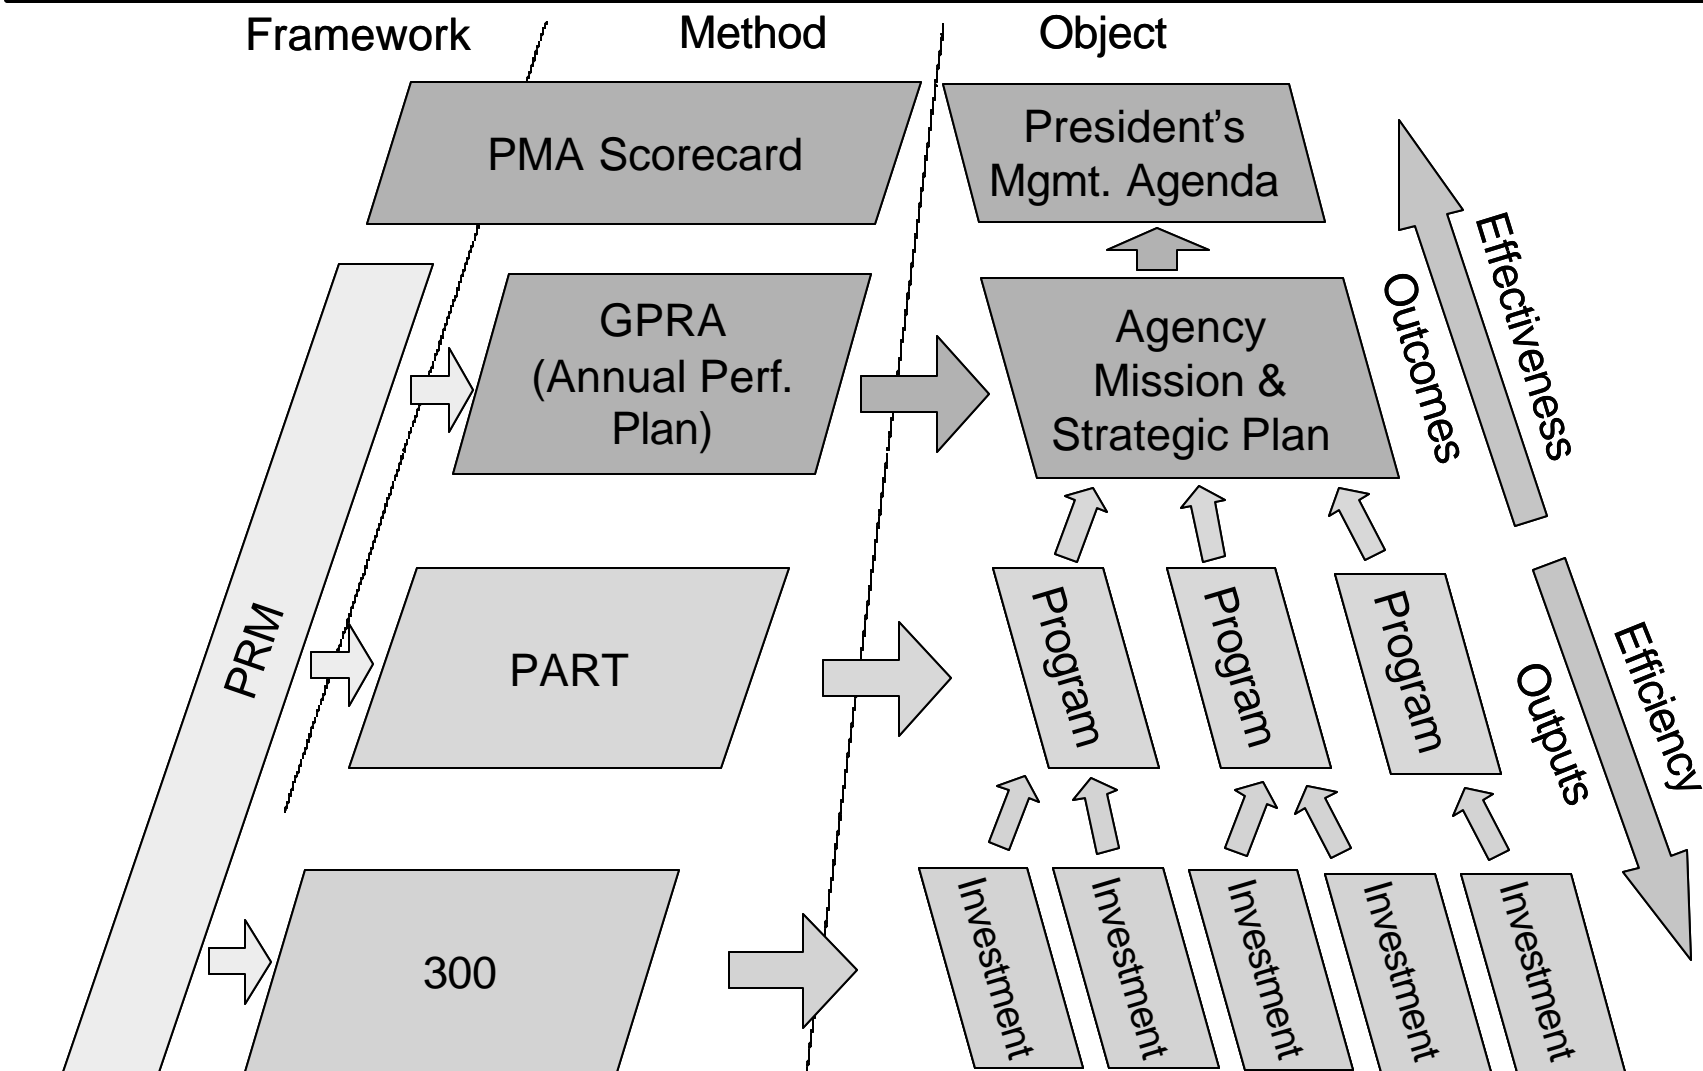 Framework
Method
Object
PMA Scorecard
President’s
Mgmt. Agenda
GPRA
(Annual Perf.
Plan)
Agency
Mission &
Strategic Plan
Outcomes
Effectiveness
PRM
PART
Program
Program
Program
Outputs
Efficiency
300
Investment
Investment
Investment
Investment
Investment